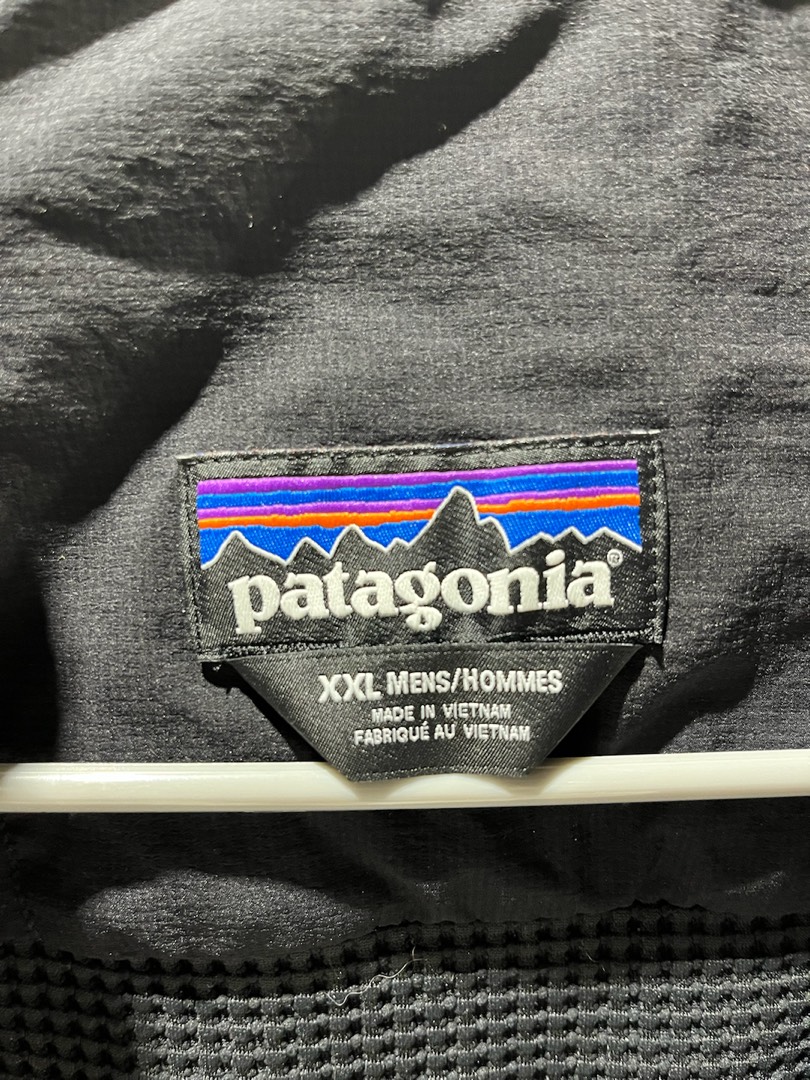 patagonia®
XXL MENS/HOMMES
MADE IN VIETNAM
FABRIQUÉ AU VIETNAM